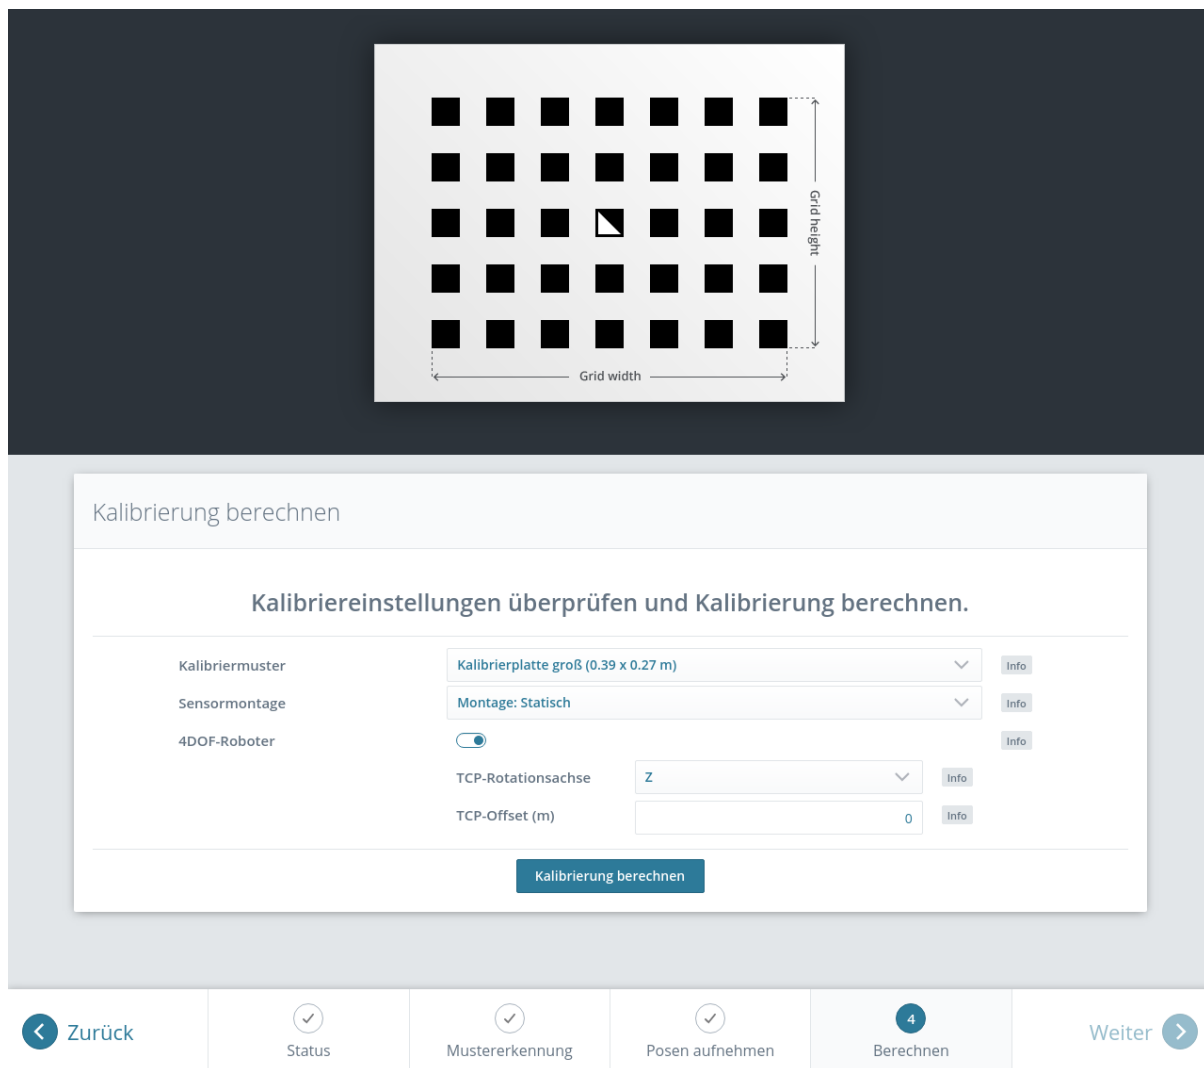 Grid height
Grid width
Kalibrierung berechnen
Kalibriereinstellungen überprüfen und Kalibrierung berechnen.
Kalibriermuster Kalibrierplatte groß (0.39 x 0.27 m) Info
Sensormontage Montage: Statisch Info
4DOF-Roboter Info
TCP-Rotationsachse Z Info
TCP-Offset (m) 0 Info
Kalibrierung berechnen
Zurück Status Mustererkennung Posen aufnehmen 4 Berechnen Weiter